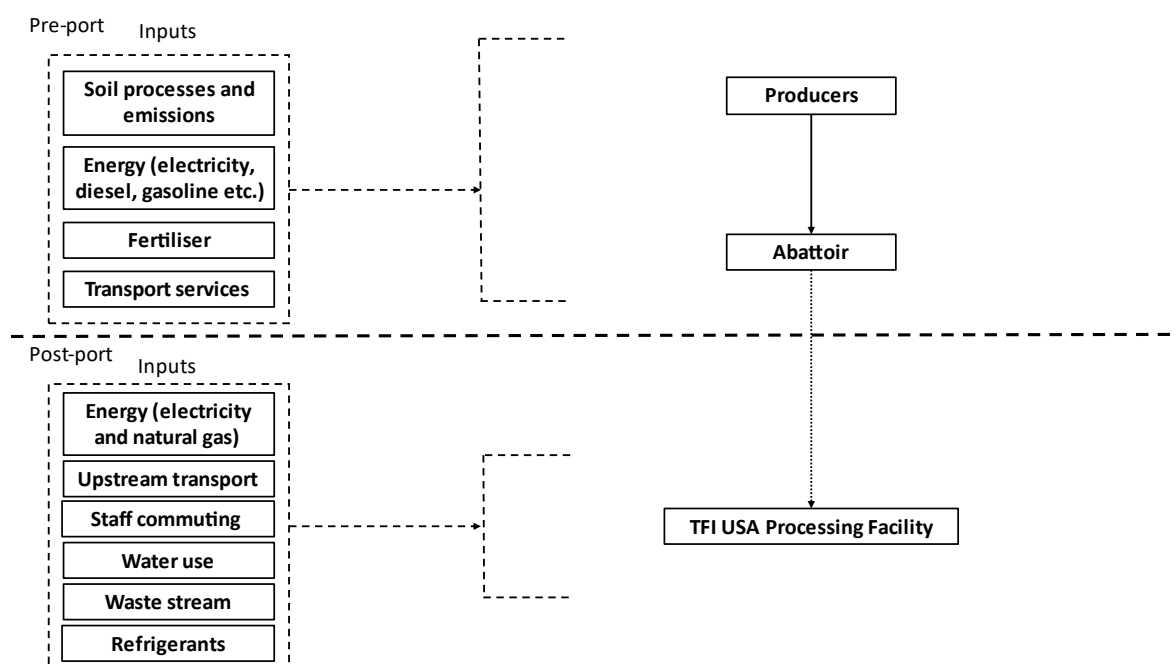 Pre-port
Inputs
Soil processes and
emissions
Energy (electricity,
diesel, gasoline etc.)
Fertiliser
Transport services
Producers
Abattoir
Post-port
Inputs
Energy (electricity
and natural gas)
Upstream transport
Staff commuting
Water use
Waste stream
Refrigerants
TFI USA Processing Facility